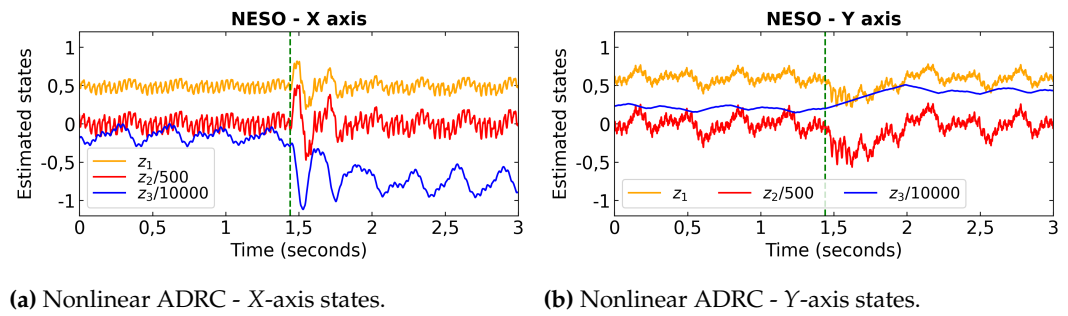 NESO - X axis
Estimated states
1
0,5
0
-0,5
-1
z1
z2/500
z3/10000
0 0,5 1 1,5 2 2,5 3
Time (seconds)
(a) Nonlinear ADRC - X-axis states.
NESO - Y axis
Estimated states
1
0.5
0
-0.5
-1
z1 z2/500 z3/10000
0 0,5 1 1,5 2 2,5 3
Time (seconds)
(b) Nonlinear ADRC - Y-axis states.